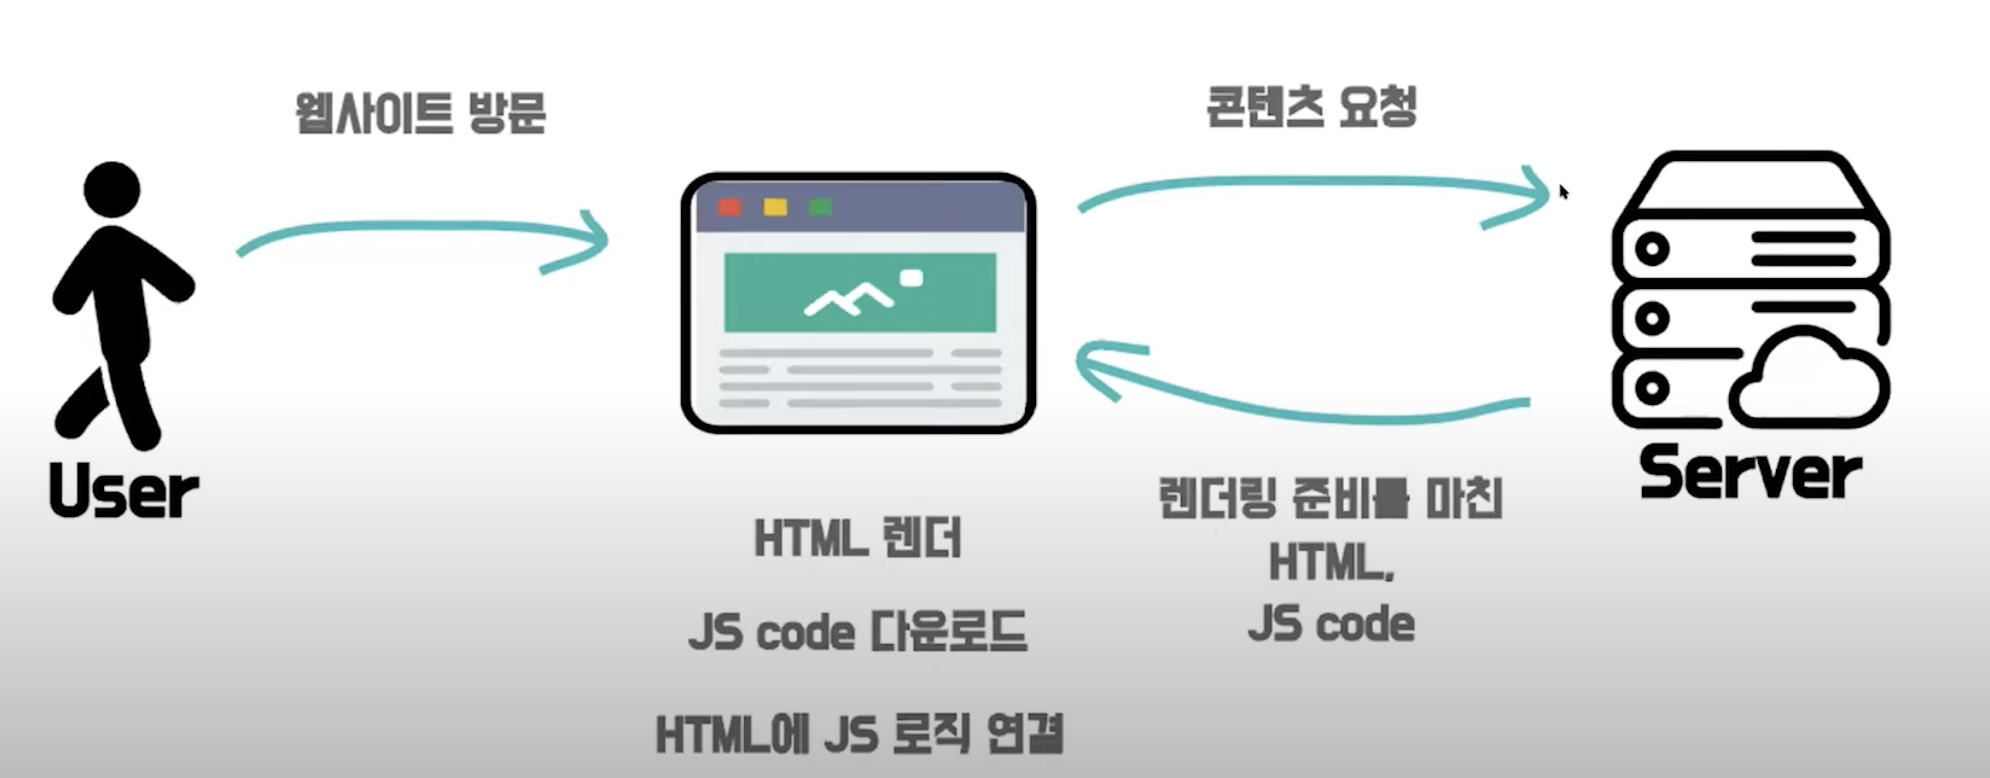 웹사이트 방문
콘텐츠 요청
User
Server
HTML 렌더
JS code 다운로드
HTML에 JS 로직 연결
렌더링 준비를 마친
HTML,
JS code